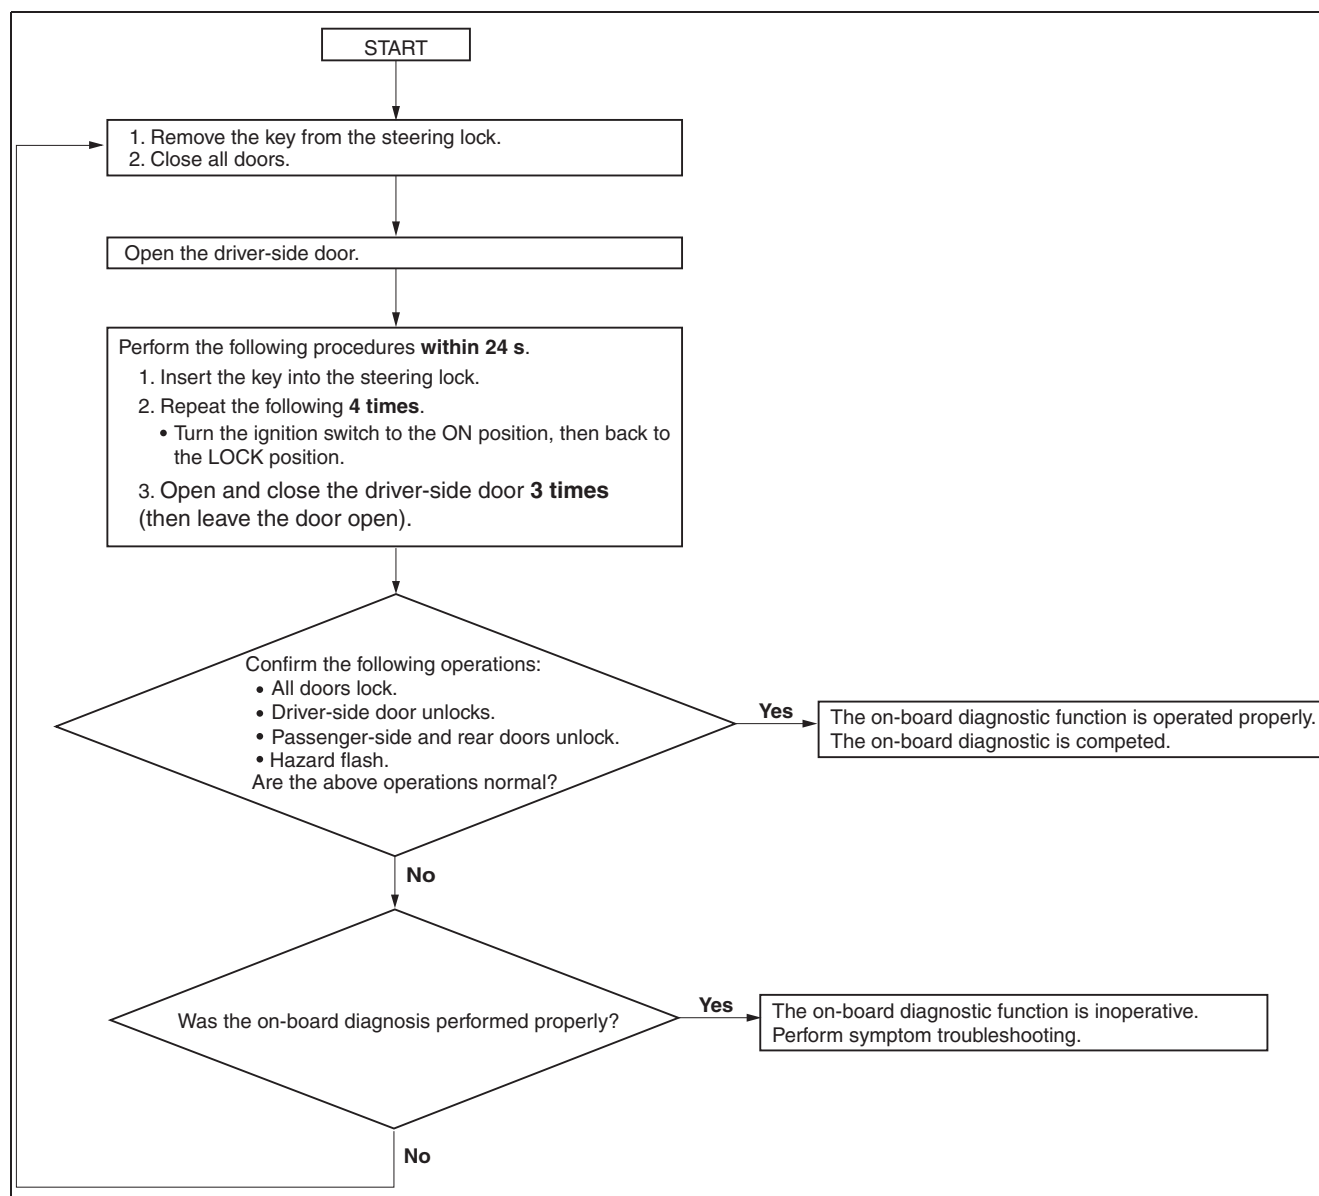 START
1. Remove the key from the steering lock.
2. Close all doors.
Open the driver-side door.
Perform the following procedures within 24 s.
1. Insert the key into the steering lock.
2. Repeat the following 4 times.
• Turn the ignition switch to the ON position, then back to
the LOCK position.
3. Open and close the driver-side door 3 times
(then leave the door open).
Confirm the following operations:
• All doors lock.
• Driver-side door unlocks.
• Passenger-side and rear doors unlock.
• Hazard flash.
Are the above operations normal?
Yes
The on-board diagnostic function is operated properly.
The on-board diagnostic is competed.
No
Was the on-board diagnosis performed properly?
Yes
The on-board diagnostic function is inoperative.
Perform symptom troubleshooting.
No